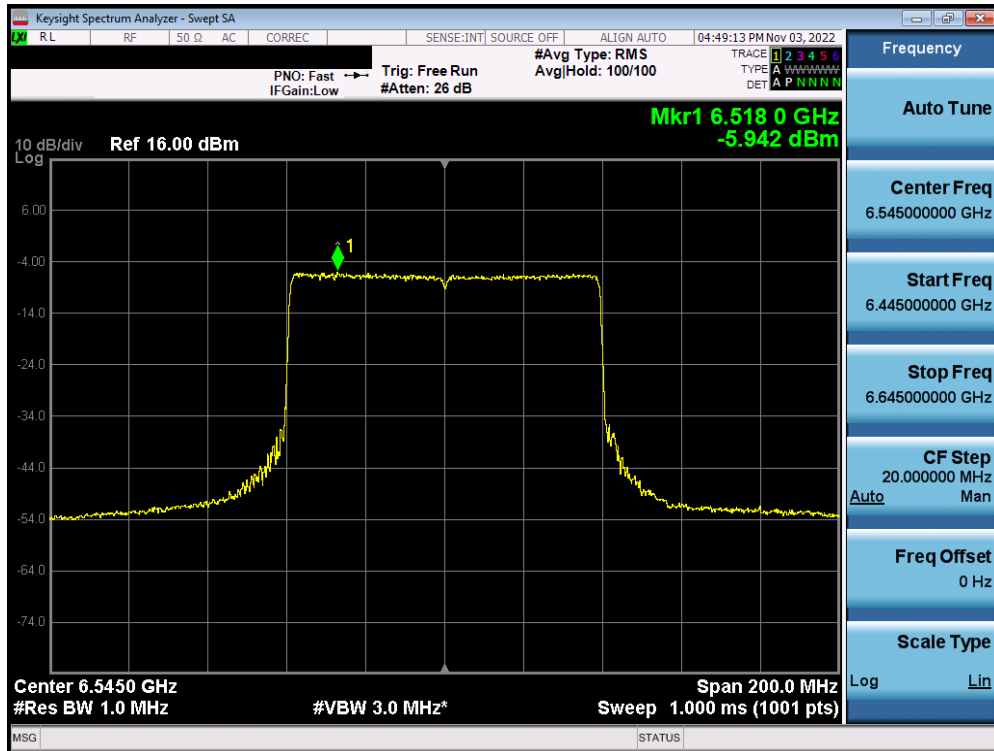 Keysight Spectrum Analyzer - Swept SA
LXI RL RF 50 Ω AC CORREC SENSE:INT SOURCE OFF ALIGN AUTO 04:49:13 PM Nov 03, 2022
Frequency
#Avg Type: RMS TRACE 1 2 3 4 5 6
PNO: Fast Trig: Free Run Avg|Hold: 100/100 TYPE A WWWWW
IFGain:Low #Atten: 26 dB DET A P N N N N
Auto Tune
Mkr1 6.518 0 GHz
-5.942 dBm
10 dB/div Ref 16.00 dBm
Log
6.00
-4.00
-14.0
-24.0
-34.0
-44.0
-54.0
-64.0
-74.0
1
Center Freq
6.545000000 GHz
Start Freq
6.445000000 GHz
Stop Freq
6.645000000 GHz
CF Step
20.000000 MHz
Auto Man
Freq Offset
0 Hz
Scale Type
Log Lin
Center 6.5450 GHz Span 200.0 MHz
#Res BW 1.0 MHz #VBW 3.0 MHz* Sweep 1.000 ms (1001 pts)
MSG STATUS